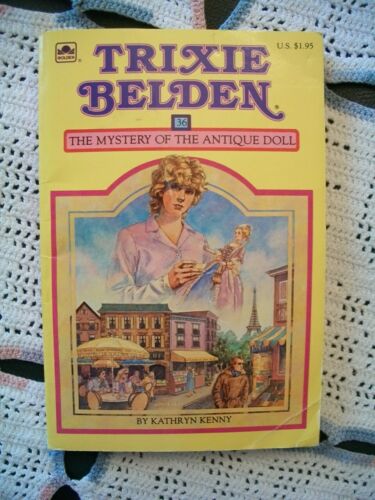 GOLDEN®
U.S. $1.95
TRIXIE
BELDEN®
36
THE MYSTERY OF THE ANTIQUE DOLL
BY KATHRYN KENNY